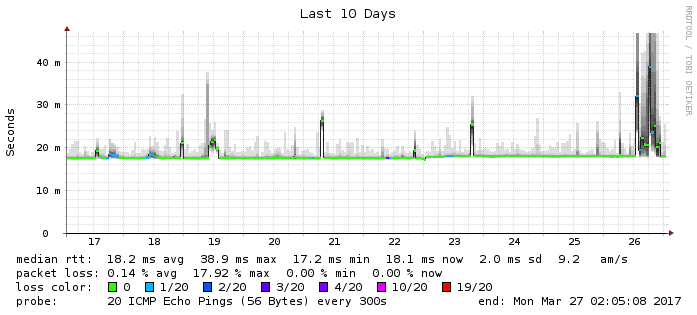 Last 10 Days
RRDTOOL / TOBI OETIKER
Seconds
40 m
30 m
20 m
10 m
0
17 18 19 20 21 22 23 24 25 26
median rtt: 18.2 ms avg 38.9 ms max 17.2 ms min 18.1 ms now 2.0 ms sd 9.2 am/s
packet loss: 0.14 % avg 17.92 % max 0.00 % min 0.00 % now
loss color: 0 1/20 2/20 3/20 4/20 10/20 19/20
probe: 20 ICMP Echo Pings (56 Bytes) every 300s end: Mon Mar 27 02:05:08 2017